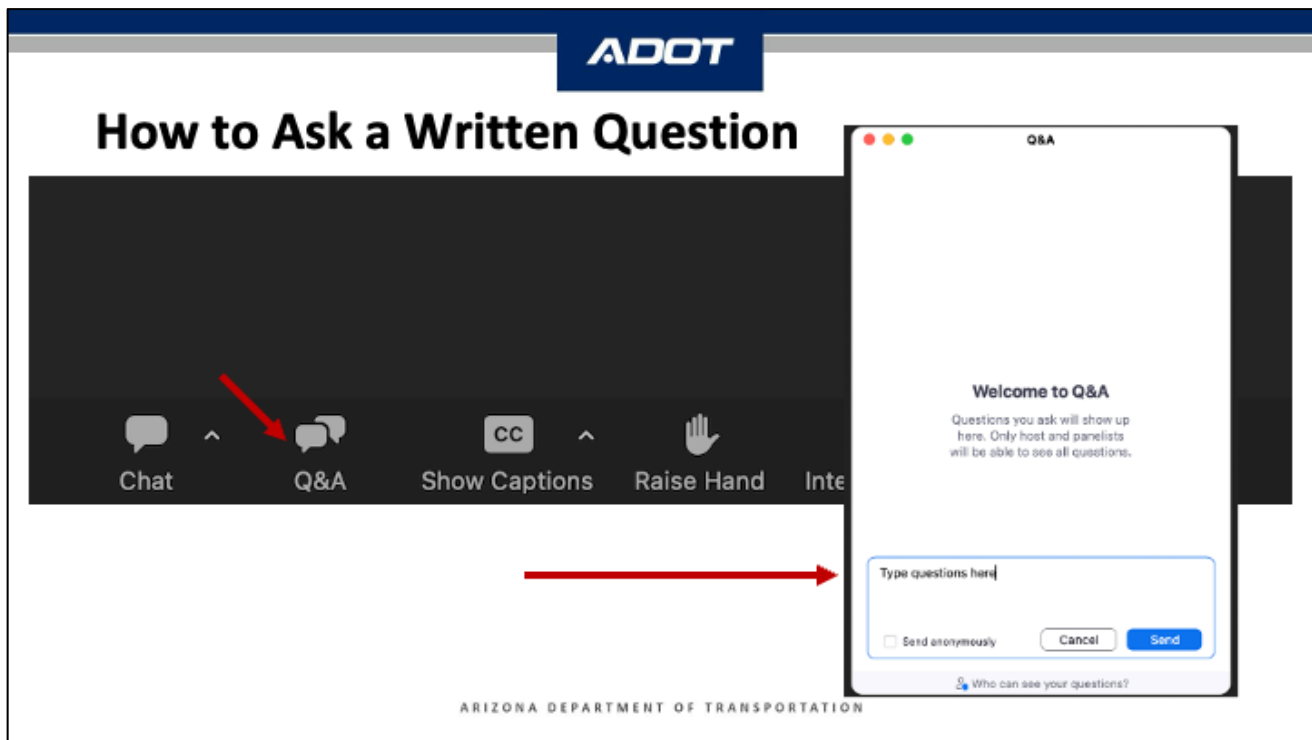 ADOT
How to Ask a Written Question
Q&A
Welcome to Q&A
Questions you ask will show up
here. Only host and panelists
will be able to see all questions.
CC
Chat
Q&A
Show Captions
Raise Hand
Inte
Type questions here
Send anonymously
Cancel
Send
Who can see your questions?
ARIZONA DEPARTMENT OF TRANSPORTATION